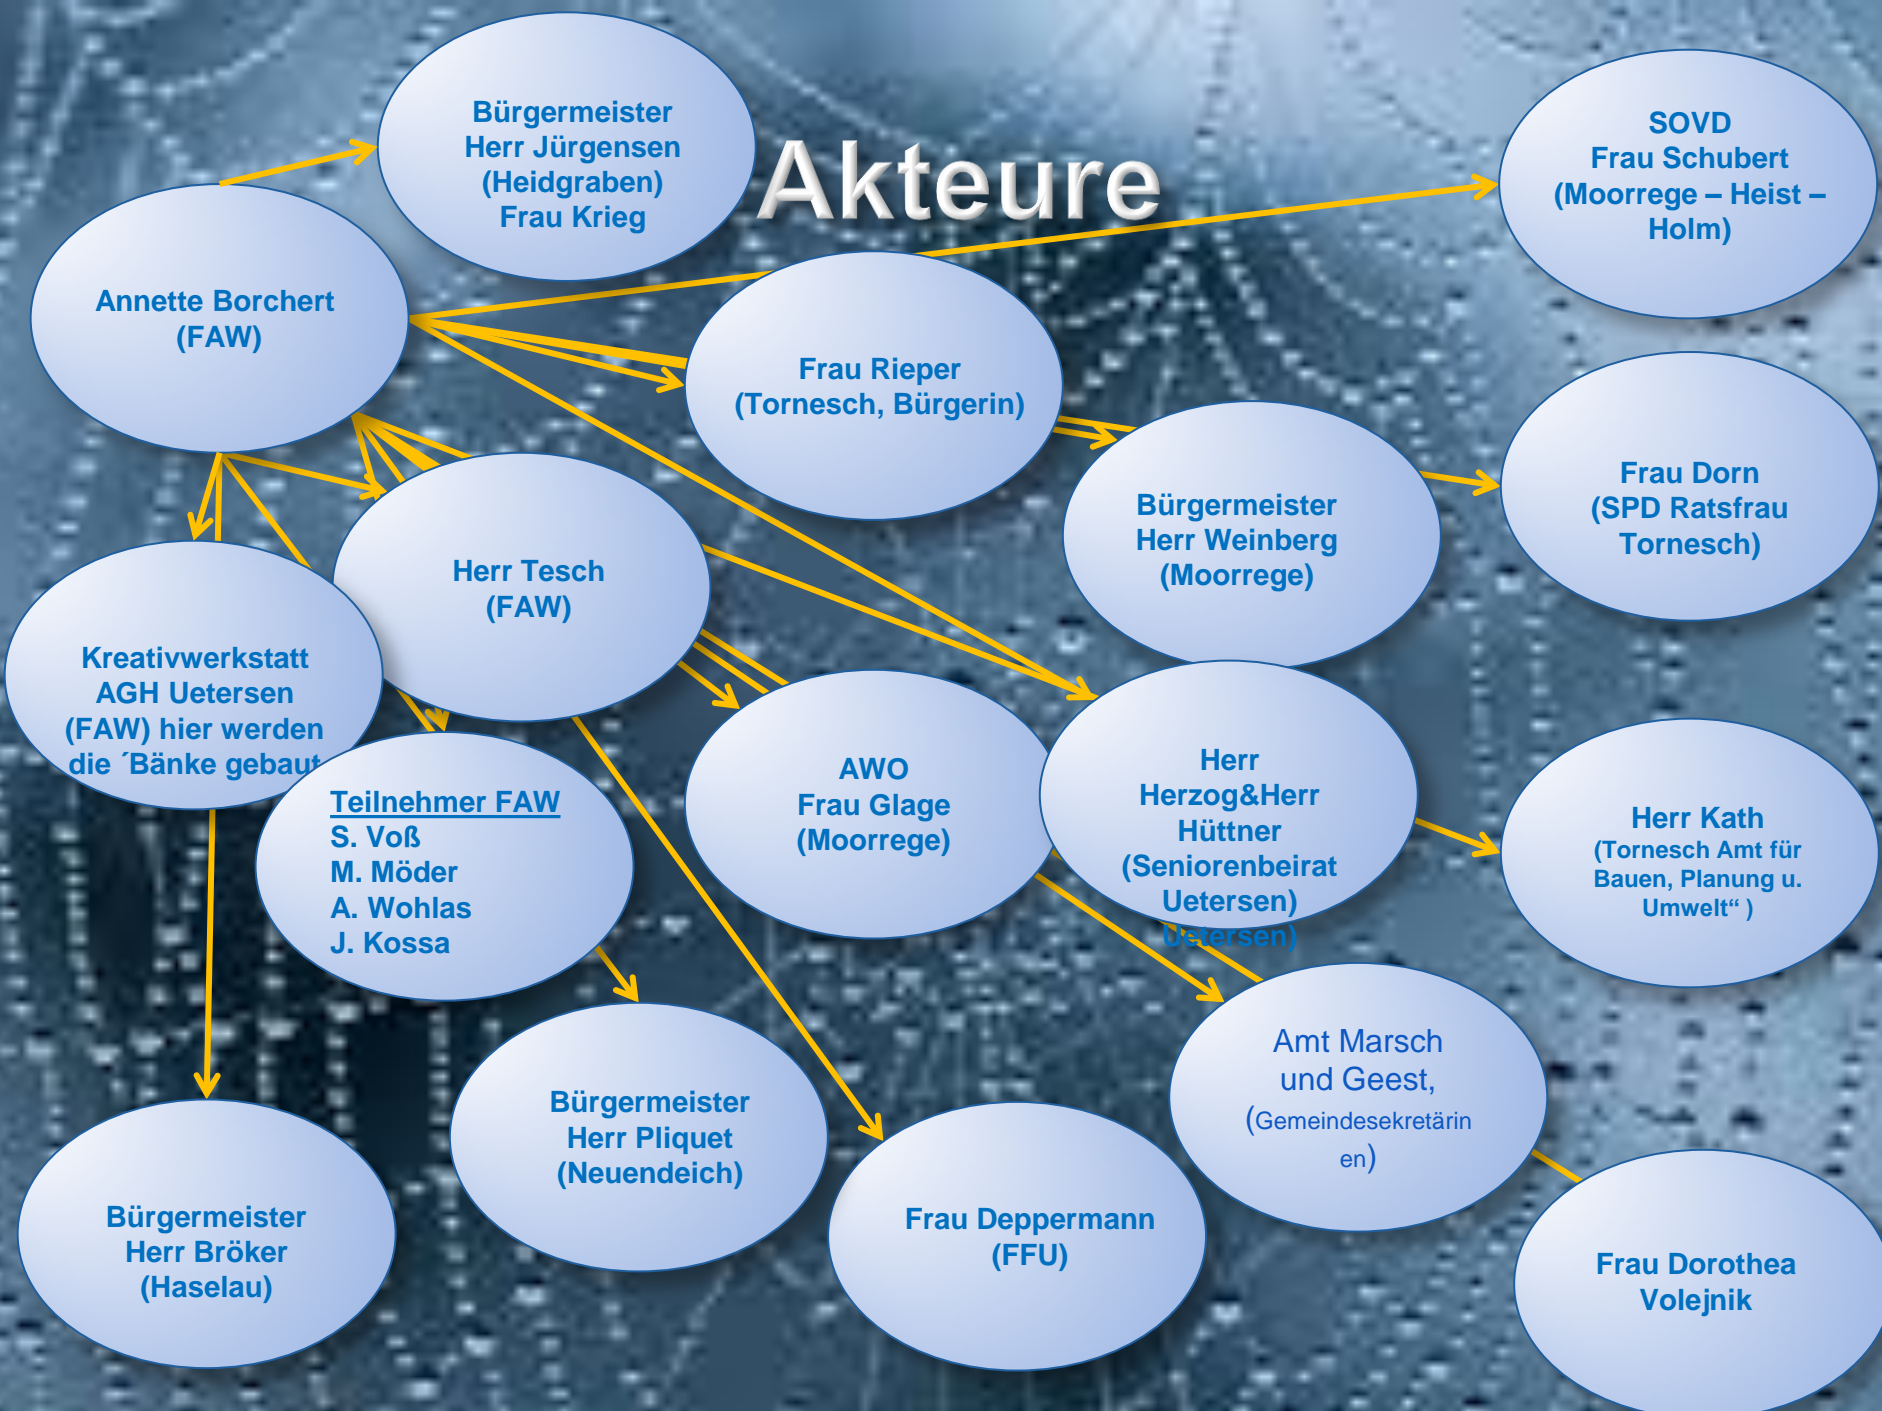 Akteure
Bürgermeister
Herr Jürgensen
(Heidgraben)
Frau Krieg
SOVD
Frau Schubert
(Moorrege – Heist –
Holm)
Annette Borchert
(FAW)
Frau Rieper
(Tornesch, Bürgerin)
Bürgermeister
Herr Weinberg
(Moorrege)
Frau Dorn
(SPD Ratsfrau
Tornesch)
Herr Tesch
(FAW)
Kreativwerkstatt
AGH Uetersen
(FAW) hier werden
die ´Bänke gebaut
Teilnehmer FAW
S. Voß
M. Möder
A. Wohlas
J. Kossa
AWO
Frau Glage
(Moorrege)
Herr
Herzog&Herr
Hüttner
(Seniorenbeirat
Uetersen)
Uetersen)
Herr Kath
(Tornesch Amt für
Bauen, Planung u.
Umwelt“ )
Amt Marsch
und Geest,
(Gemeindesekretärin
en)
Bürgermeister
Herr Pliquet
(Neuendeich)
Bürgermeister
Herr Bröker
(Haselau)
Frau Deppermann
(FFU)
Frau Dorothea
Volejnik